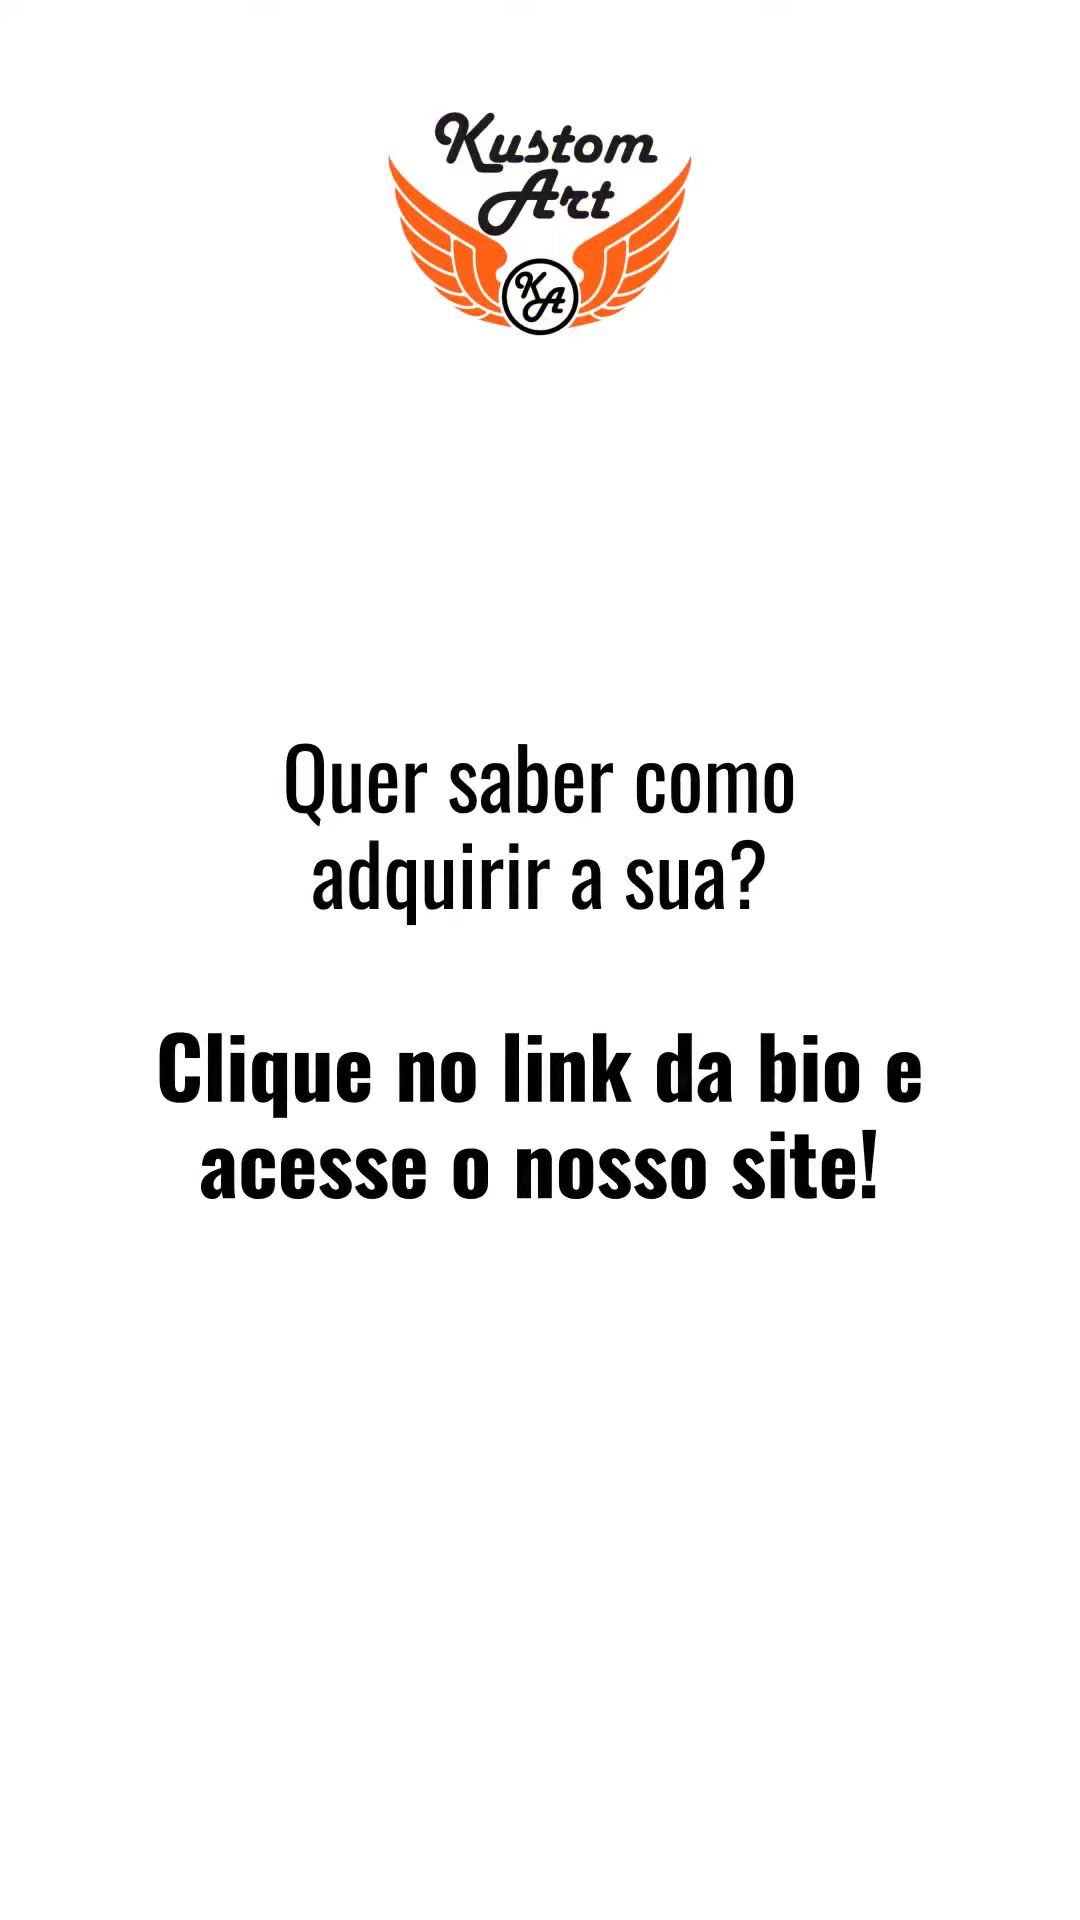 Kustom
Art
KA
Quer saber como
adquirir a sua?
Clique no link da bio e
acesse o nosso site!